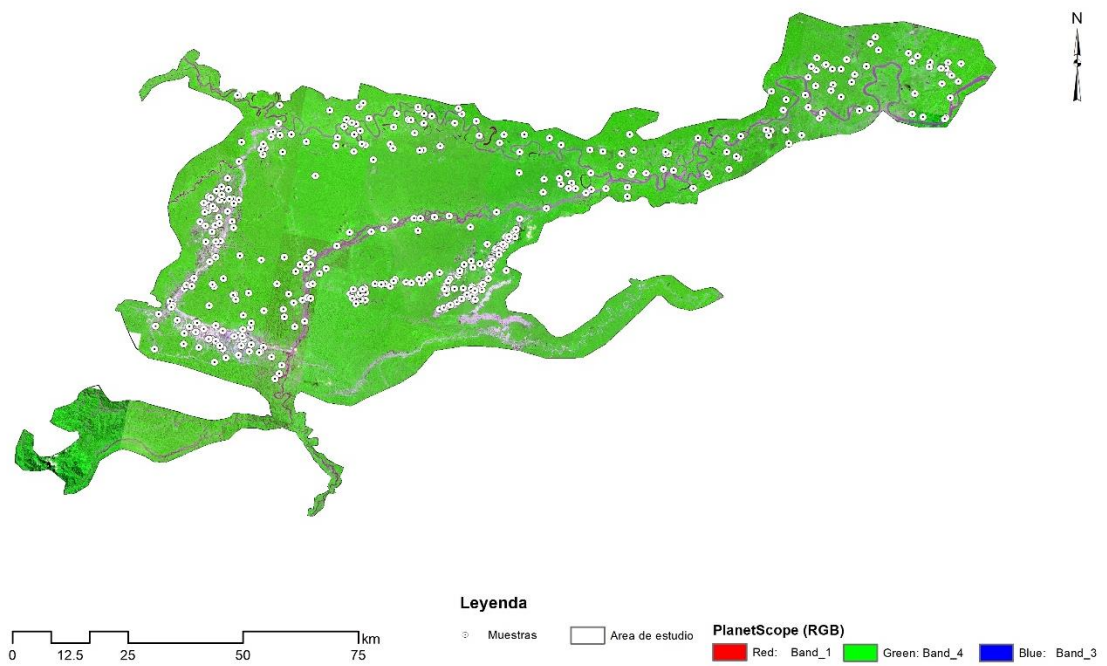 N
Leyenda
Muestras
Area de estudio
PlanetScope (RGB)
Red: Band_1
Green: Band_4
Blue: Band_3
km
0 12.5 25 50 75